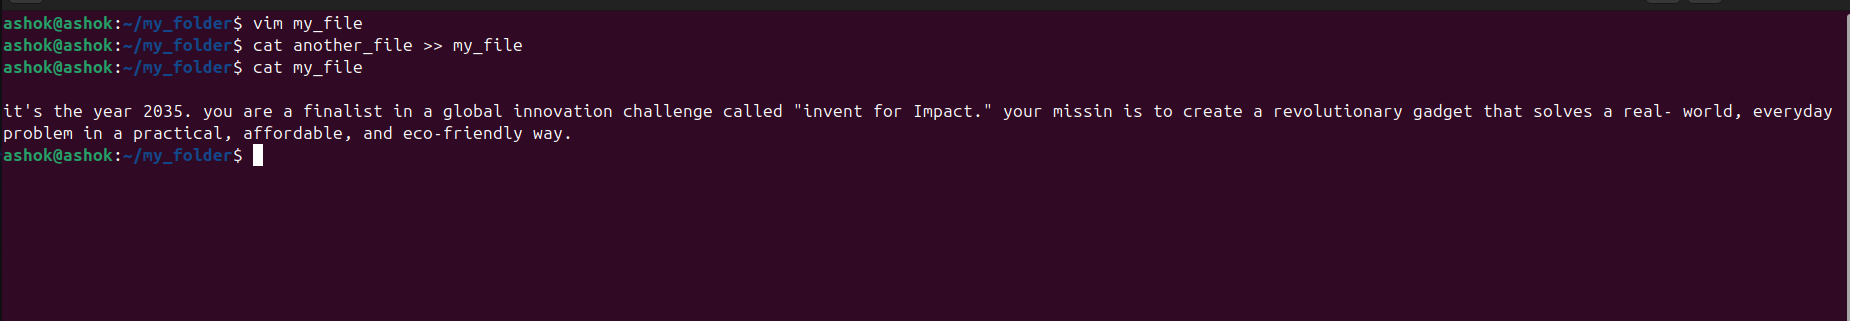 ashok@ashok:~/my_folder$ vim my_file
ashok@ashok:~/my_folder$ cat another_file >> my_file
ashok@ashok:~/my_folder$ cat my_file
it's the year 2035. you are a finalist in a global innovation challenge called "invent for Impact." your missin is to create a revolutionary gadget that solves a real- world, everyday
problem in a practical, affordable, and eco-friendly way.
ashok@ashok:~/my_folder$